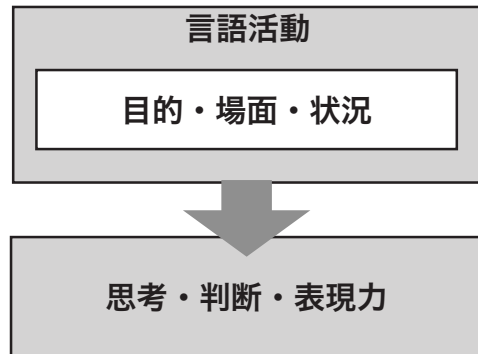 言語活動
目的・場面・状況
思考・判断・表現力